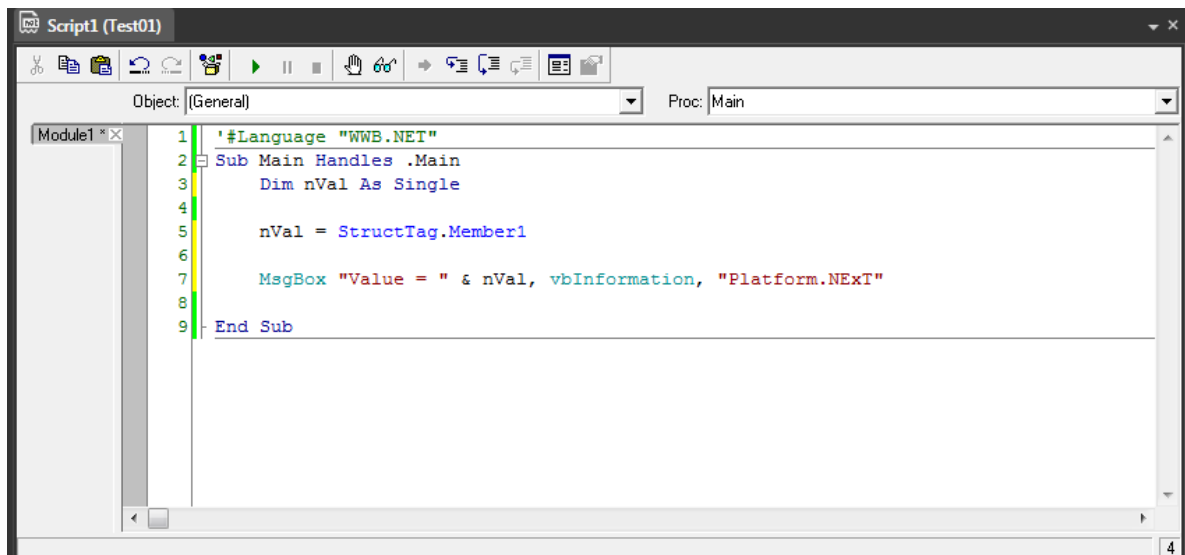 Script1 (Test01)
Object: (General) Proc: Main
Module1 *
1 '#Language "WWB.NET"
2 Sub Main Handles .Main
3 Dim nVal As Single
4
5 nVal = StructTag.Member1
6
7 MsgBox "Value = " & nVal, vbInformation, "Platform.NExT"
8
9 End Sub
4